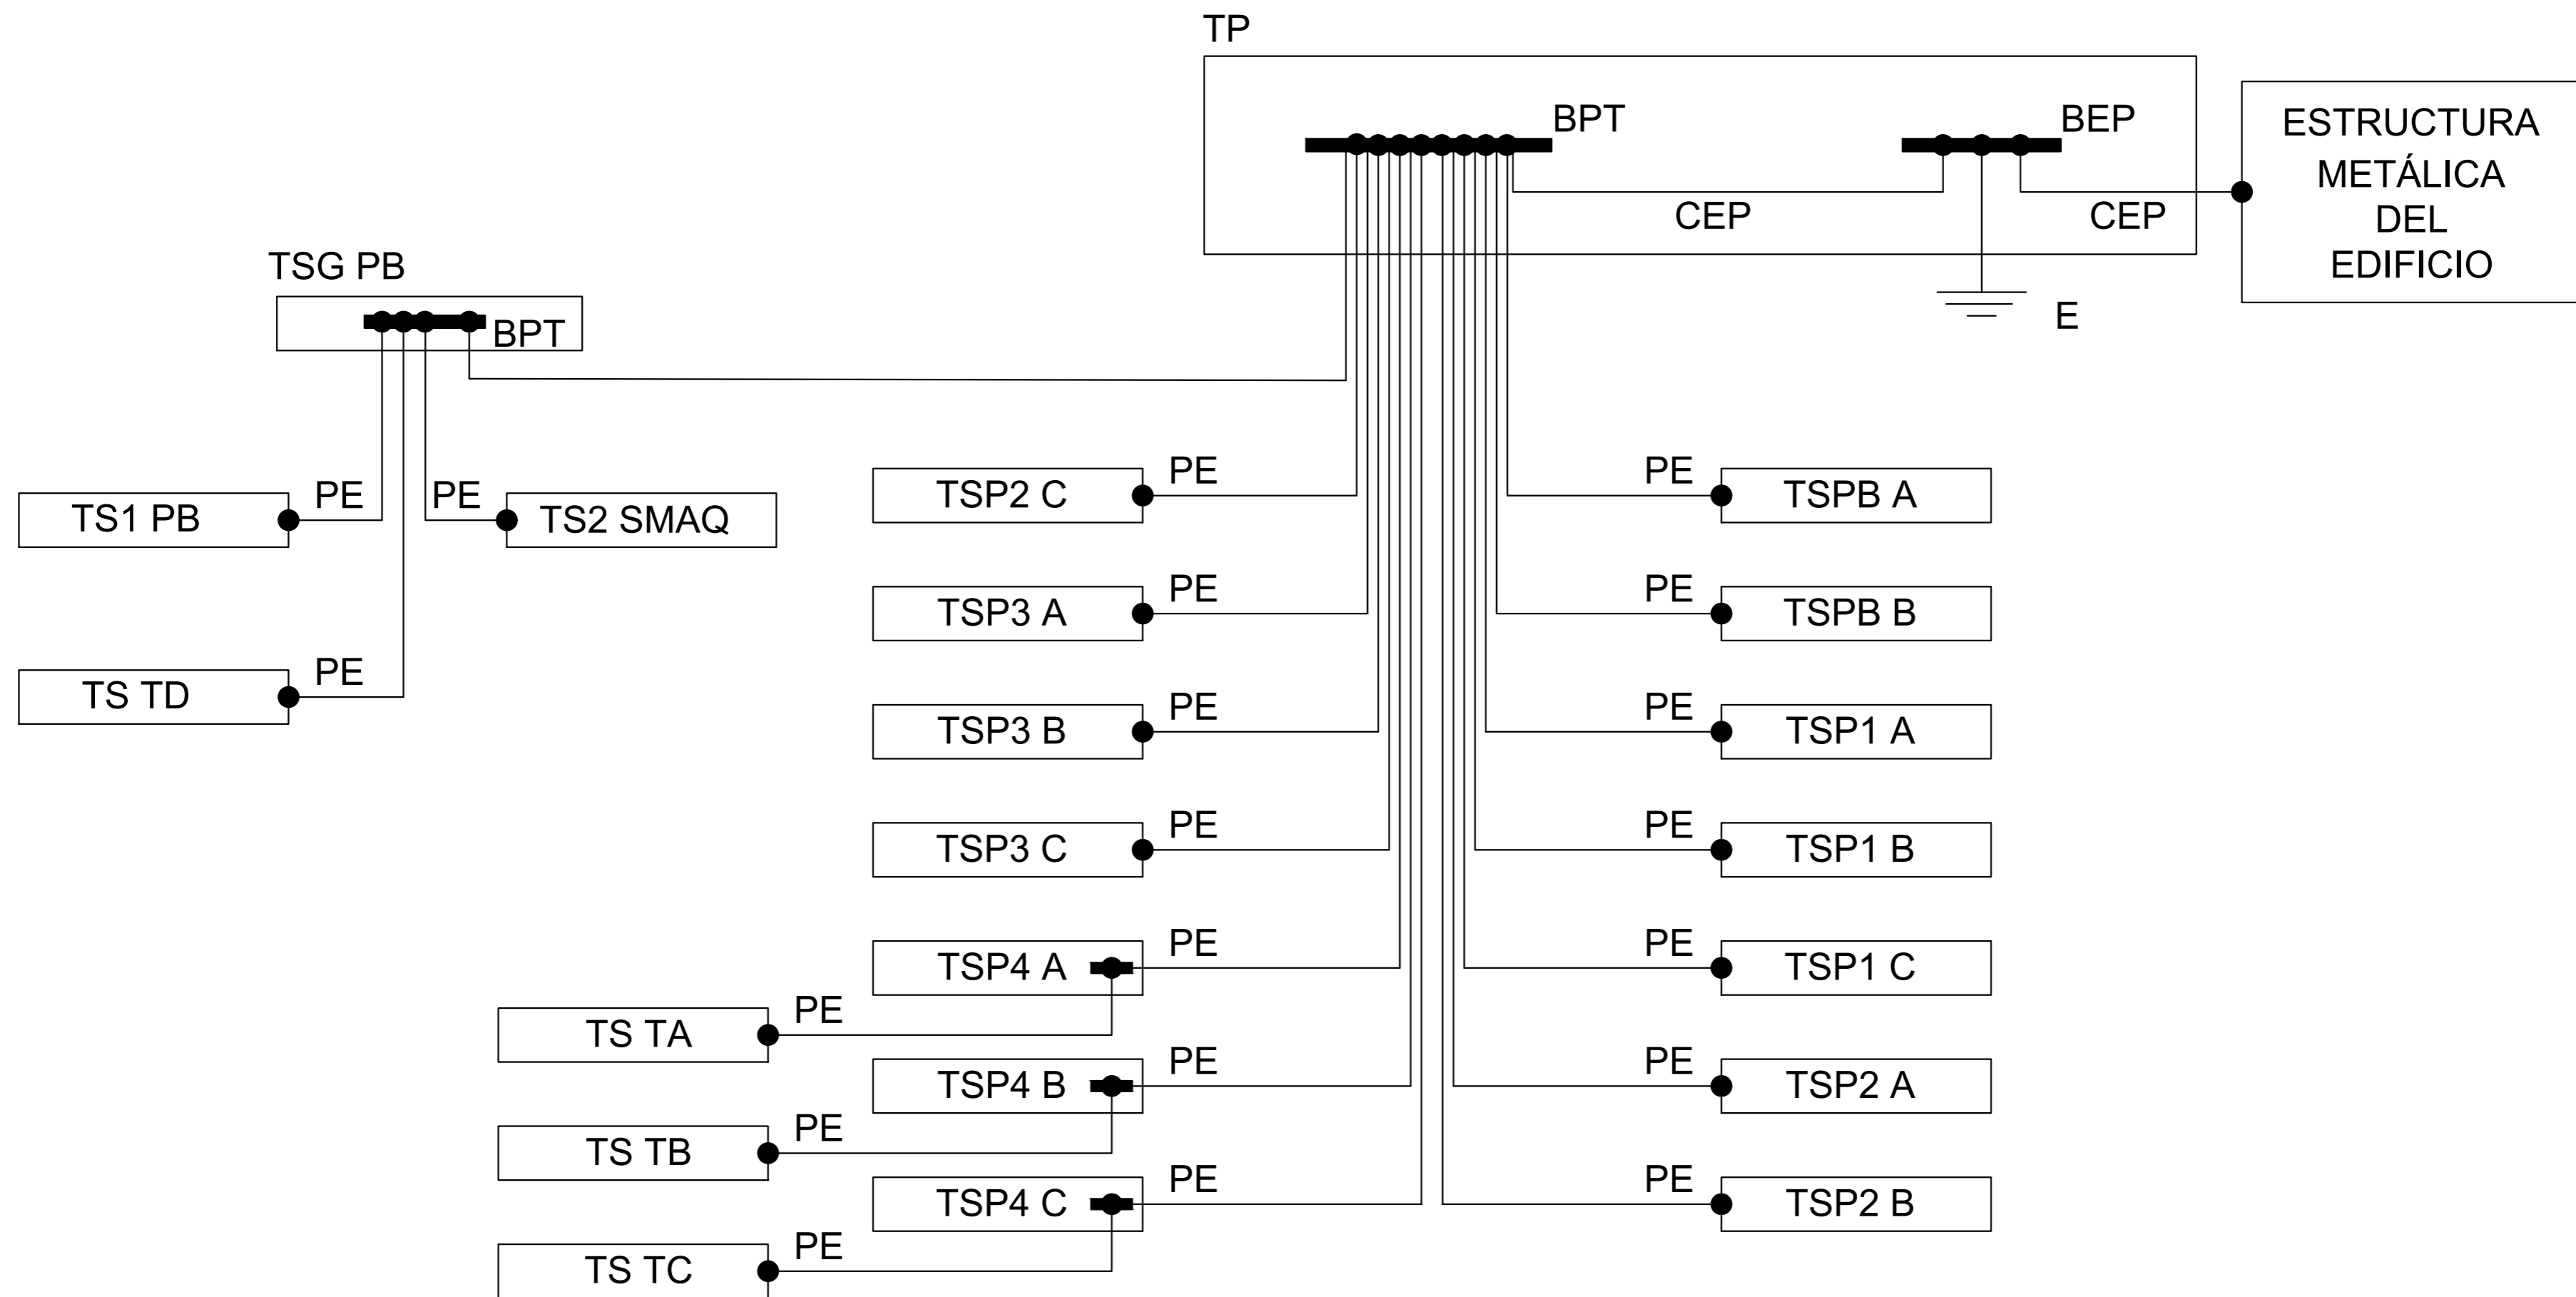 TP
BPT
BEP
ESTRUCTURA
METÁLICA
DEL
EDIFICIO
CEP
CEP
E
TSG PB
BPT
PE
PE
TS1 PB
TS2 SMAQ
PE
TS TD
PE
TSP2 C
PE
TSPB A
PE
TSP3 A
PE
TSPB B
PE
TSP3 B
PE
TSP1 A
PE
TSP3 C
PE
TSP1 B
PE
TSP4 A
PE
TSP1 C
PE
TS TA
PE
TSP4 B
PE
TSP2 A
PE
TS TB
PE
TSP4 C
PE
TSP2 B
PE
TS TC